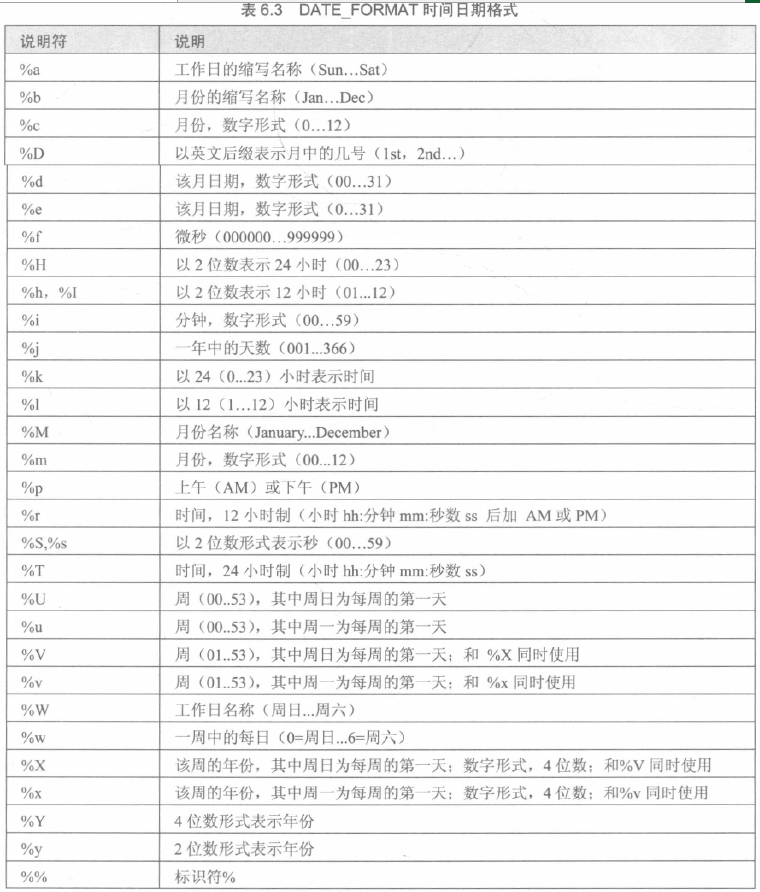 表 6.3 DATE_FORMAT 时间日期格式
说明符 说明
%a 工作日的缩写名称（Sun…Sat）
%b 月份的缩写名称（Jan…Dec）
%c 月份，数字形式（0…12）
%D 以英文后缀表示月中的几号（1st，2nd…）
%d 该月日期，数字形式（00…31）
%e 该月日期，数字形式（0…31）
%f 微秒（000000…999999）
%H 以 2 位数表示 24 小时（00…23）
%h，%I 以 2 位数表示 12 小时（01...12）
%i 分钟，数字形式（00…59）
%j 一年中的天数（001...366）
%k 以 24（0...23）小时表示时间
%l 以 12（1…12）小时表示时间
%M 月份名称（January...December）
%m 月份，数字形式（00...12）
%p 上午（AM）或下午（PM）
%r 时间，12 小时制（小时 hh:分钟 mm:秒数 ss 后加 AM 或 PM）
%S,%s 以 2 位数形式表示秒（00…59）
%T 时间，24 小时制（小时 hh:分钟 mm:秒数 ss）
%U 周（00..53），其中周日为每周的第一天
%u 周（00..53），其中周一为每周的第一天
%V 周（01..53），其中周日为每周的第一天；和 %X 同时使用
%v 周（01..53），其中周一为每周的第一天；和 %x 同时使用
%W 工作日名称（周日...周六）
%w 一周中的每日（0=周日...6=周六）
%X 该周的年份，其中周日为每周的第一天；数字形式，4 位数；和%V 同时使用
%x 该周的年份，其中周一为每周的第一天；数字形式，4 位数；和%v 同时使用
%Y 4 位数形式表示年份
%y 2 位数形式表示年份
%% 标识符%